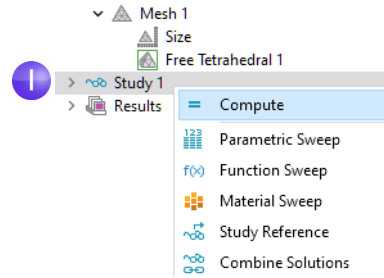 Mesh 1
Size
Free Tetrahedral 1
I
Study 1
Results
= Compute
123
Parametric Sweep
f(x) Function Sweep
Material Sweep
Study Reference
Combine Solutions